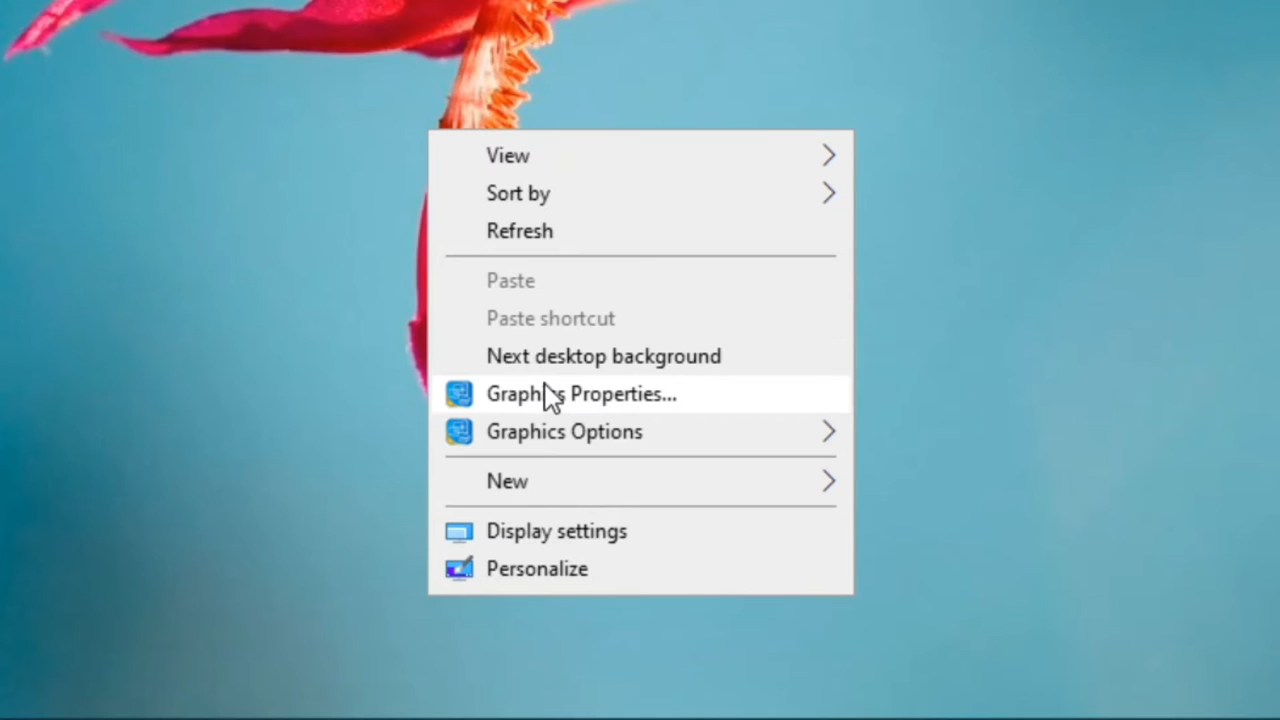 View
Sort by
Refresh
Paste
Paste shortcut
Next desktop background
Graphics Properties...
Graphics Options
New
Display settings
Personalize